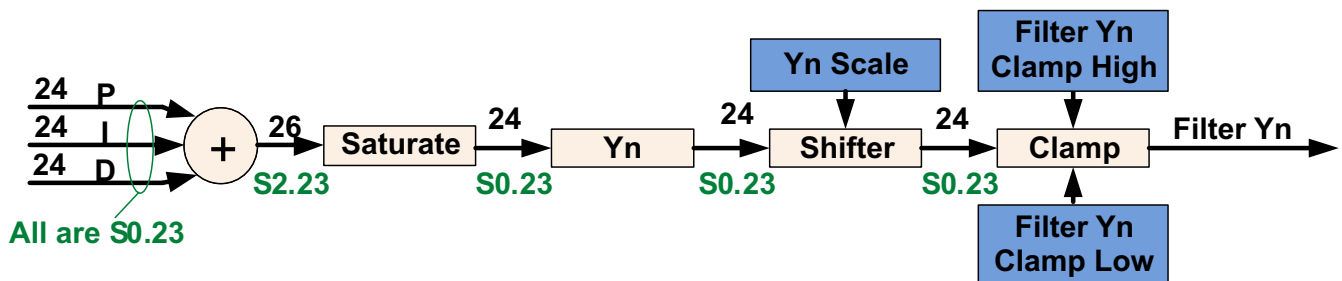 Filter Yn
Clamp High
Yn Scale
24 P
24 I
24 D
+
26
Saturate
24
Yn
24
Shifter
24
Clamp
Filter Yn
S2.23
S0.23
S0.23
S0.23
All are S0.23
Filter Yn
Clamp Low